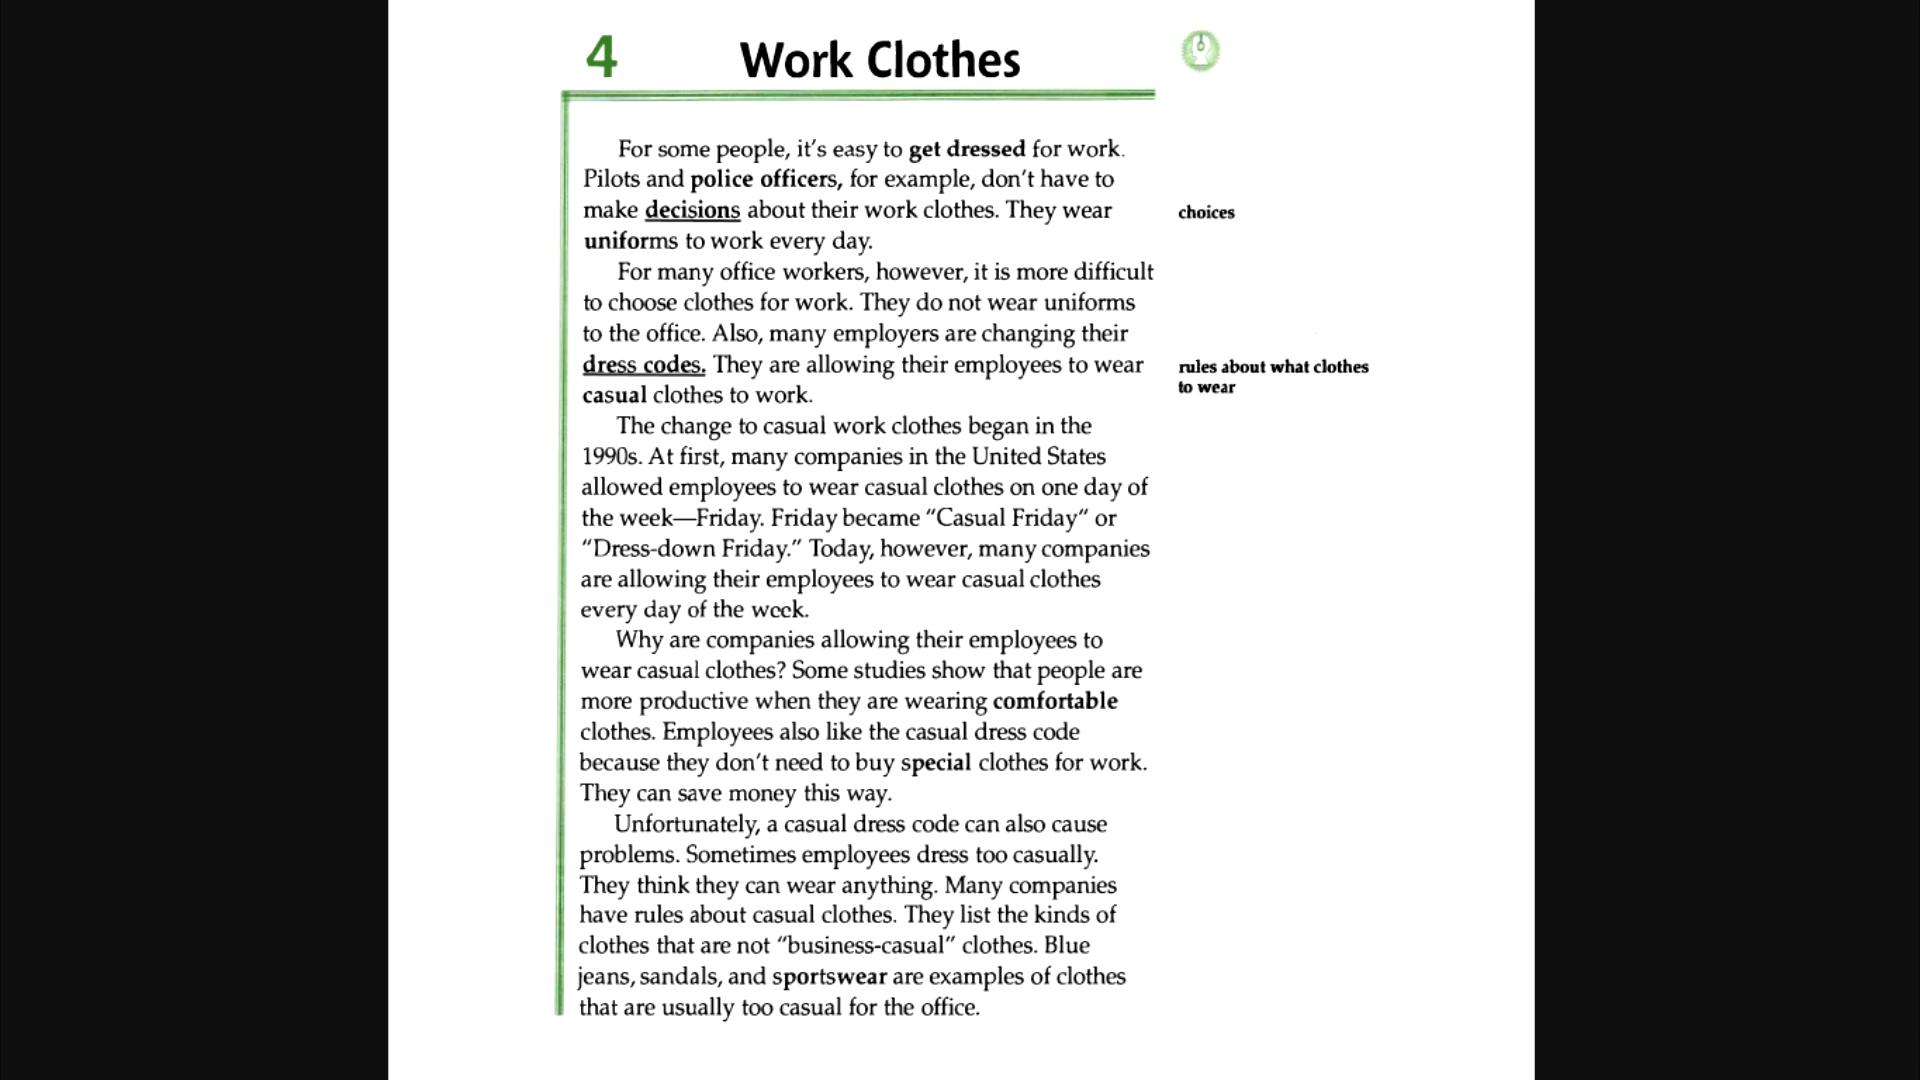 4 Work Clothes
For some people, it's easy to get dressed for work.
Pilots and police officers, for example, don't have to
make decisions about their work clothes. They wear
choices
uniforms to work every day.
For many office workers, however, it is more difficult
to choose clothes for work. They do not wear uniforms
to the office. Also, many employers are changing their
dress codes. They are allowing their employees to wear
rules about what clothes
to wear
casual clothes to work.
The change to casual work clothes began in the
1990s. At first, many companies in the United States
allowed employees to wear casual clothes on one day of
the week—Friday. Friday became "Casual Friday" or
"Dress-down Friday." Today, however, many companies
are allowing their employees to wear casual clothes
every day of the week.
Why are companies allowing their employees to
wear casual clothes? Some studies show that people are
more productive when they are wearing comfortable
clothes. Employees also like the casual dress code
because they don't need to buy special clothes for work.
They can save money this way.
Unfortunately, a casual dress code can also cause
problems. Sometimes employees dress too casually.
They think they can wear anything. Many companies
have rules about casual clothes. They list the kinds of
clothes that are not "business-casual" clothes. Blue
jeans, sandals, and sportswear are examples of clothes
that are usually too casual for the office.